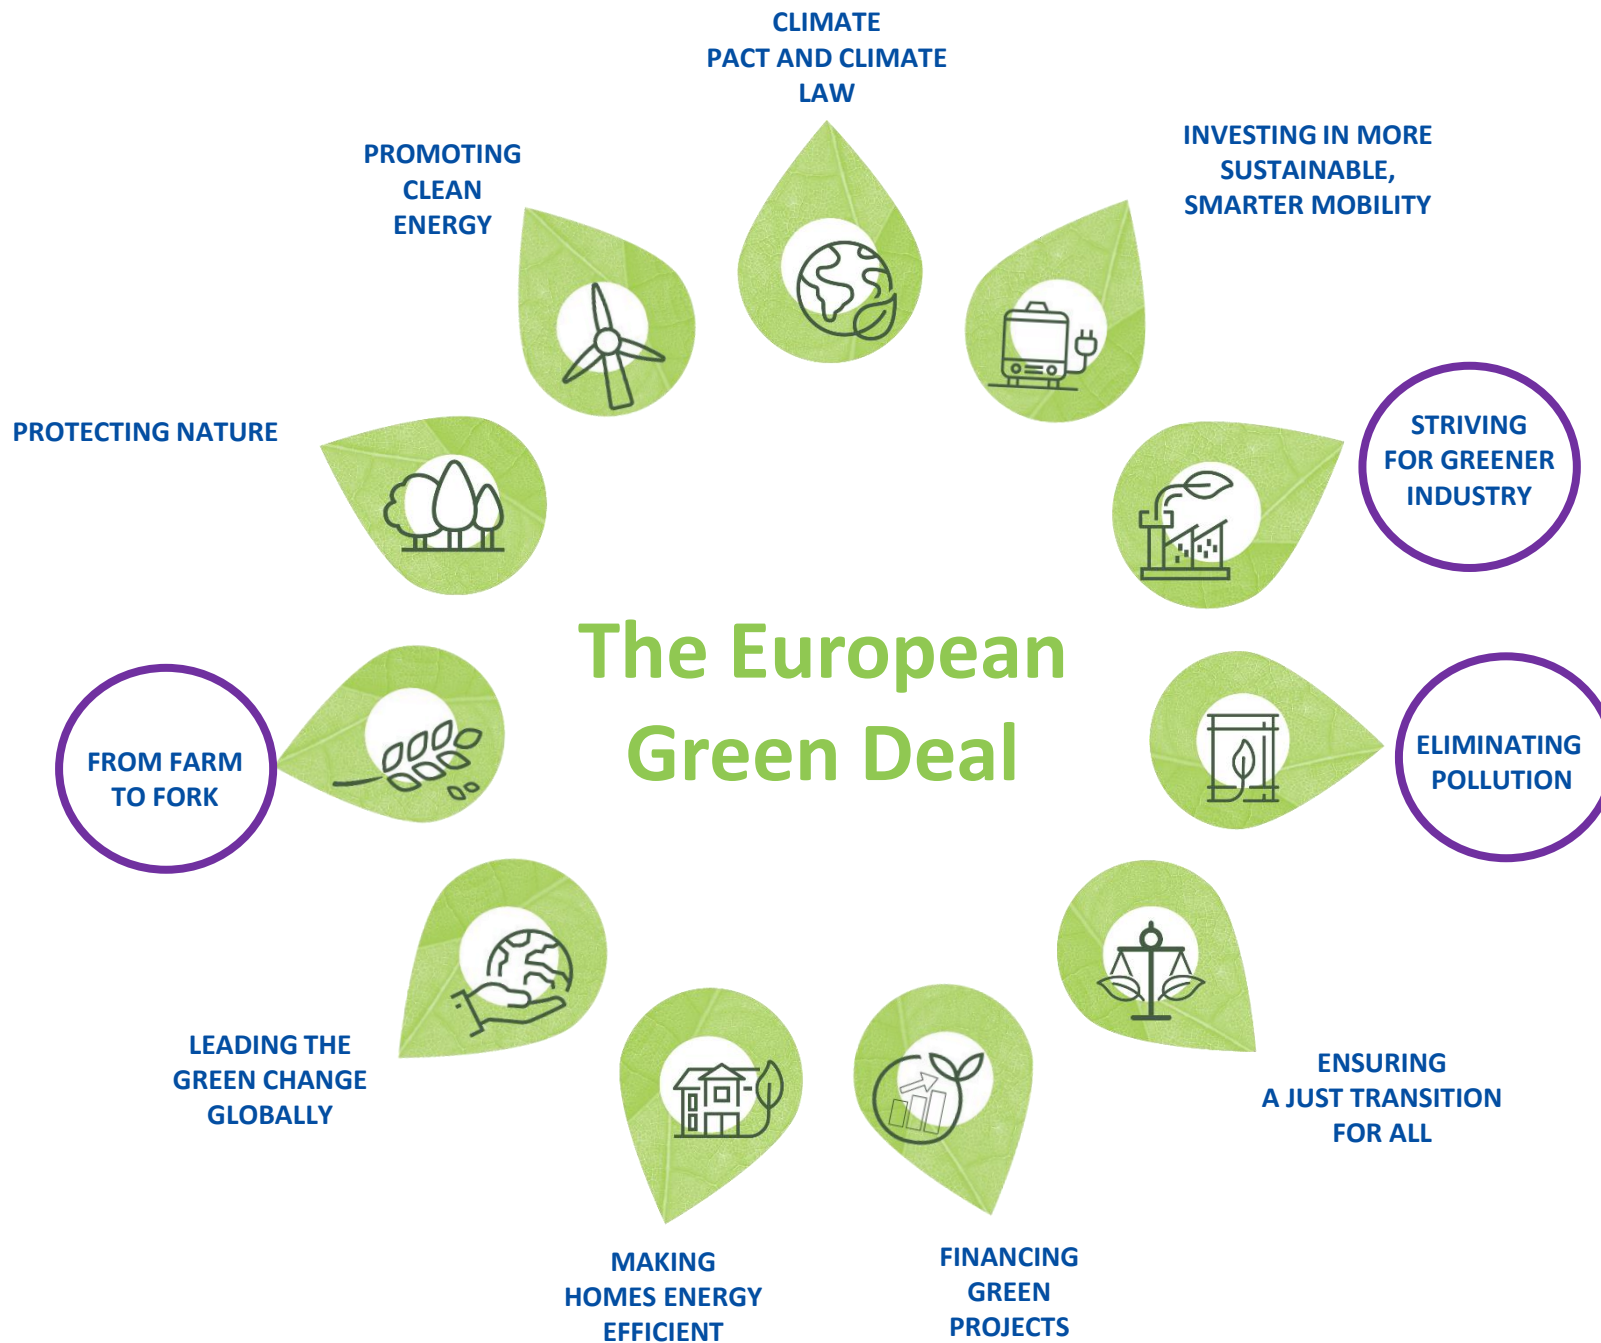 CLIMATE
PACT AND CLIMATE
LAW
INVESTING IN MORE
SUSTAINABLE,
SMARTER MOBILITY
PROMOTING
CLEAN
ENERGY
PROTECTING NATURE
STRIVING
FOR GREENER
INDUSTRY
The European
Green Deal
FROM FARM
TO FORK
ELIMINATING
POLLUTION
LEADING THE
GREEN CHANGE
GLOBALLY
ENSURING
A JUST TRANSITION
FOR ALL
MAKING
HOMES ENERGY
EFFICIENT
FINANCING
GREEN
PROJECTS